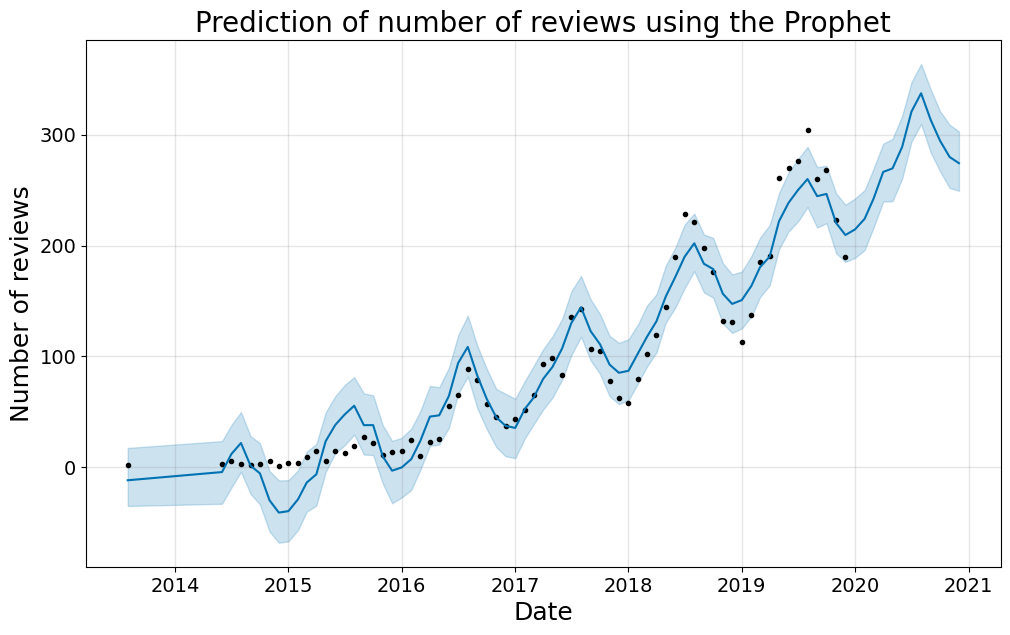 Prediction of number of reviews using the Prophet
Number of reviews
300
200
100
0
2014 2015 2016 2017 2018 2019 2020 2021
Date